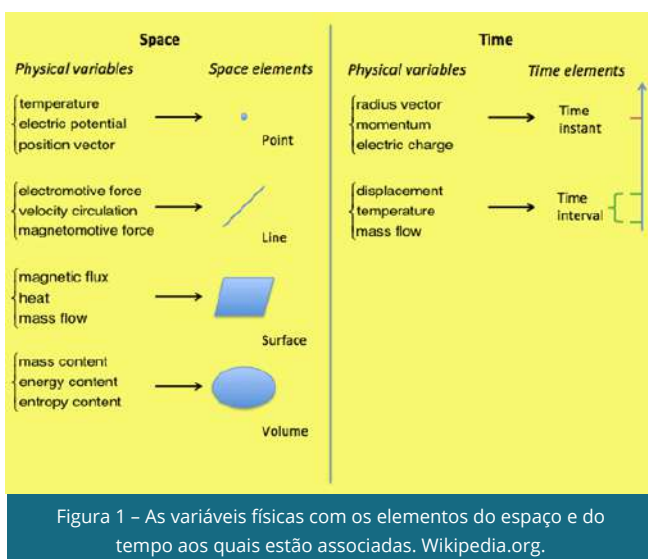 Space
Physical variables
Space elements
temperature
electric potential
position vector
Point
electromotive force
velocity circulation
magnetomotive force
Line
magnetic flux
heat
mass flow
Surface
mass content
energy content
entropy content
Volume
Time
Physical variables
Time elements
radius vector
momentum
electric charge
Time
instant
displacement
temperature
mass flow
Time
interval
Figura 1 – As variáveis físicas com os elementos do espaço e do
tempo aos quais estão associadas. Wikipedia.org.